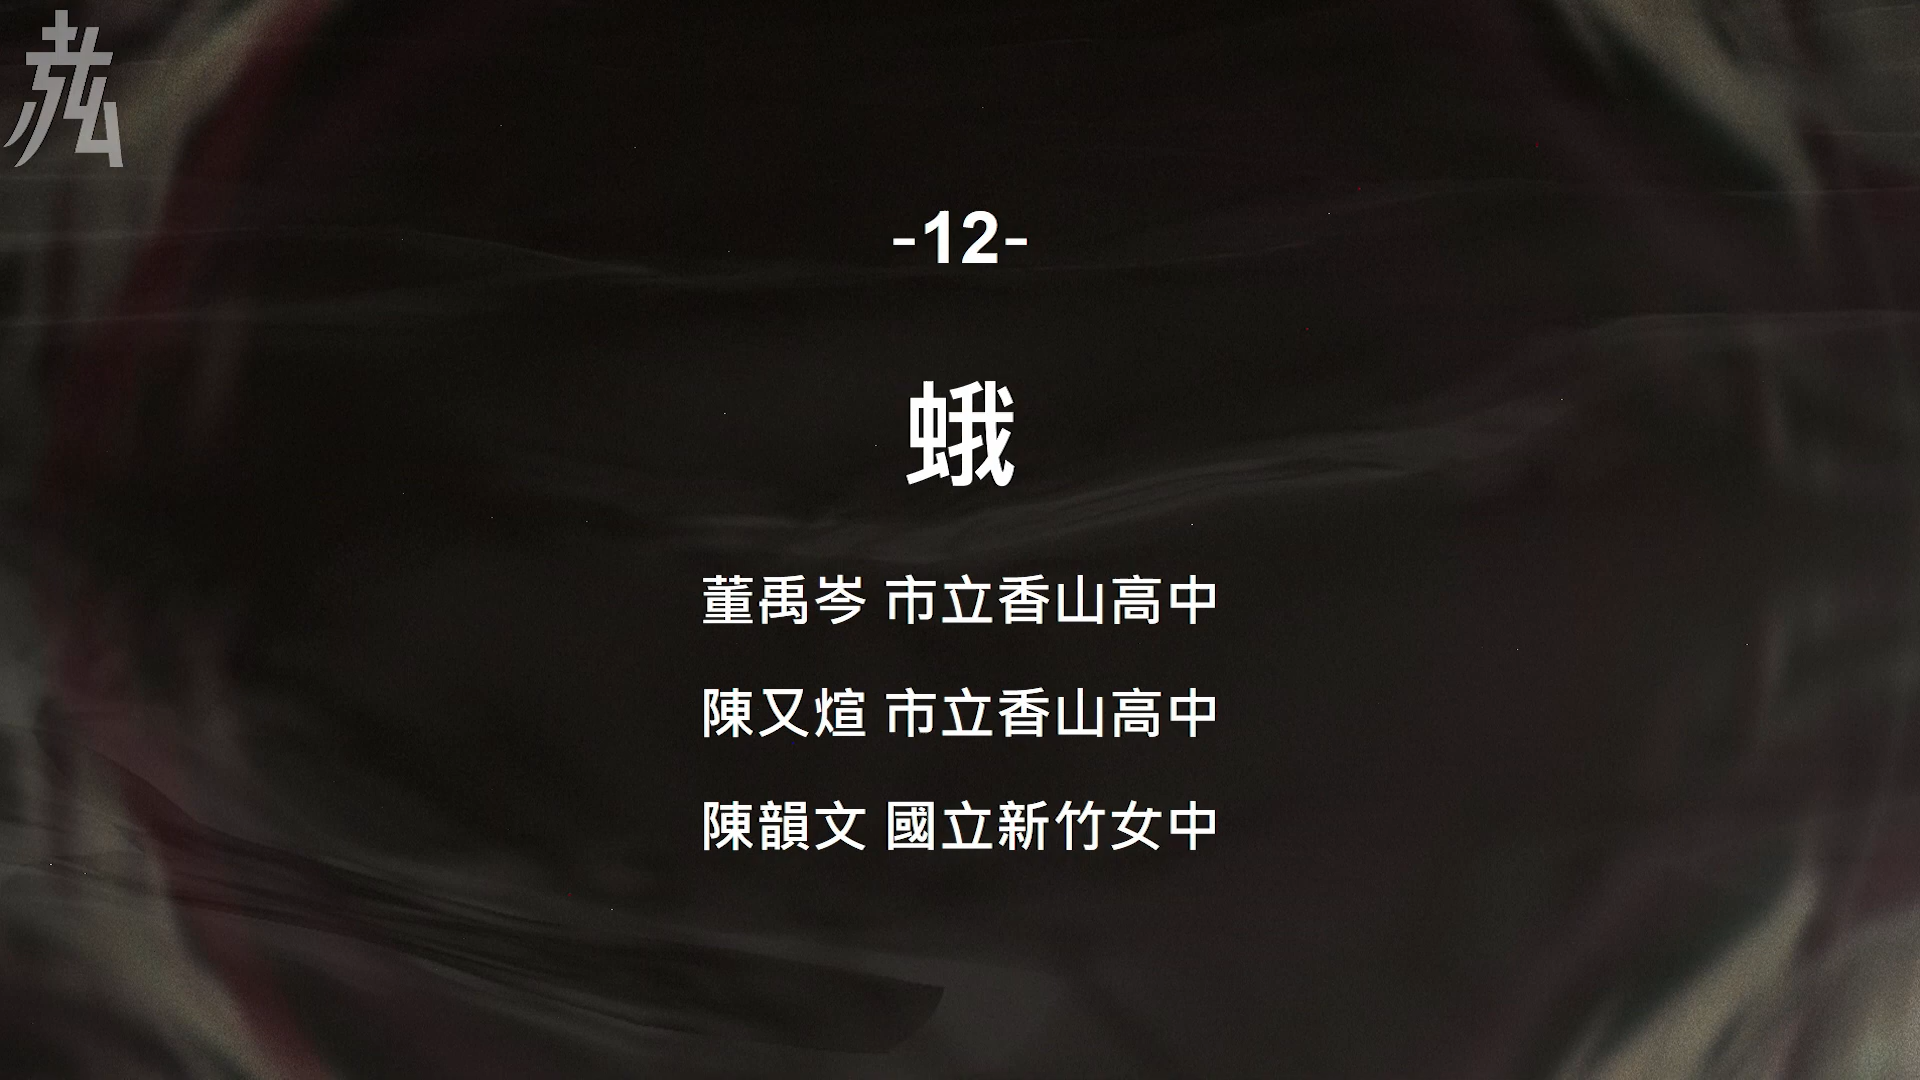 -12-
蛾
董禹岑 市立香山高中
陳又煊 市立香山高中
陳韻文 國立新竹女中